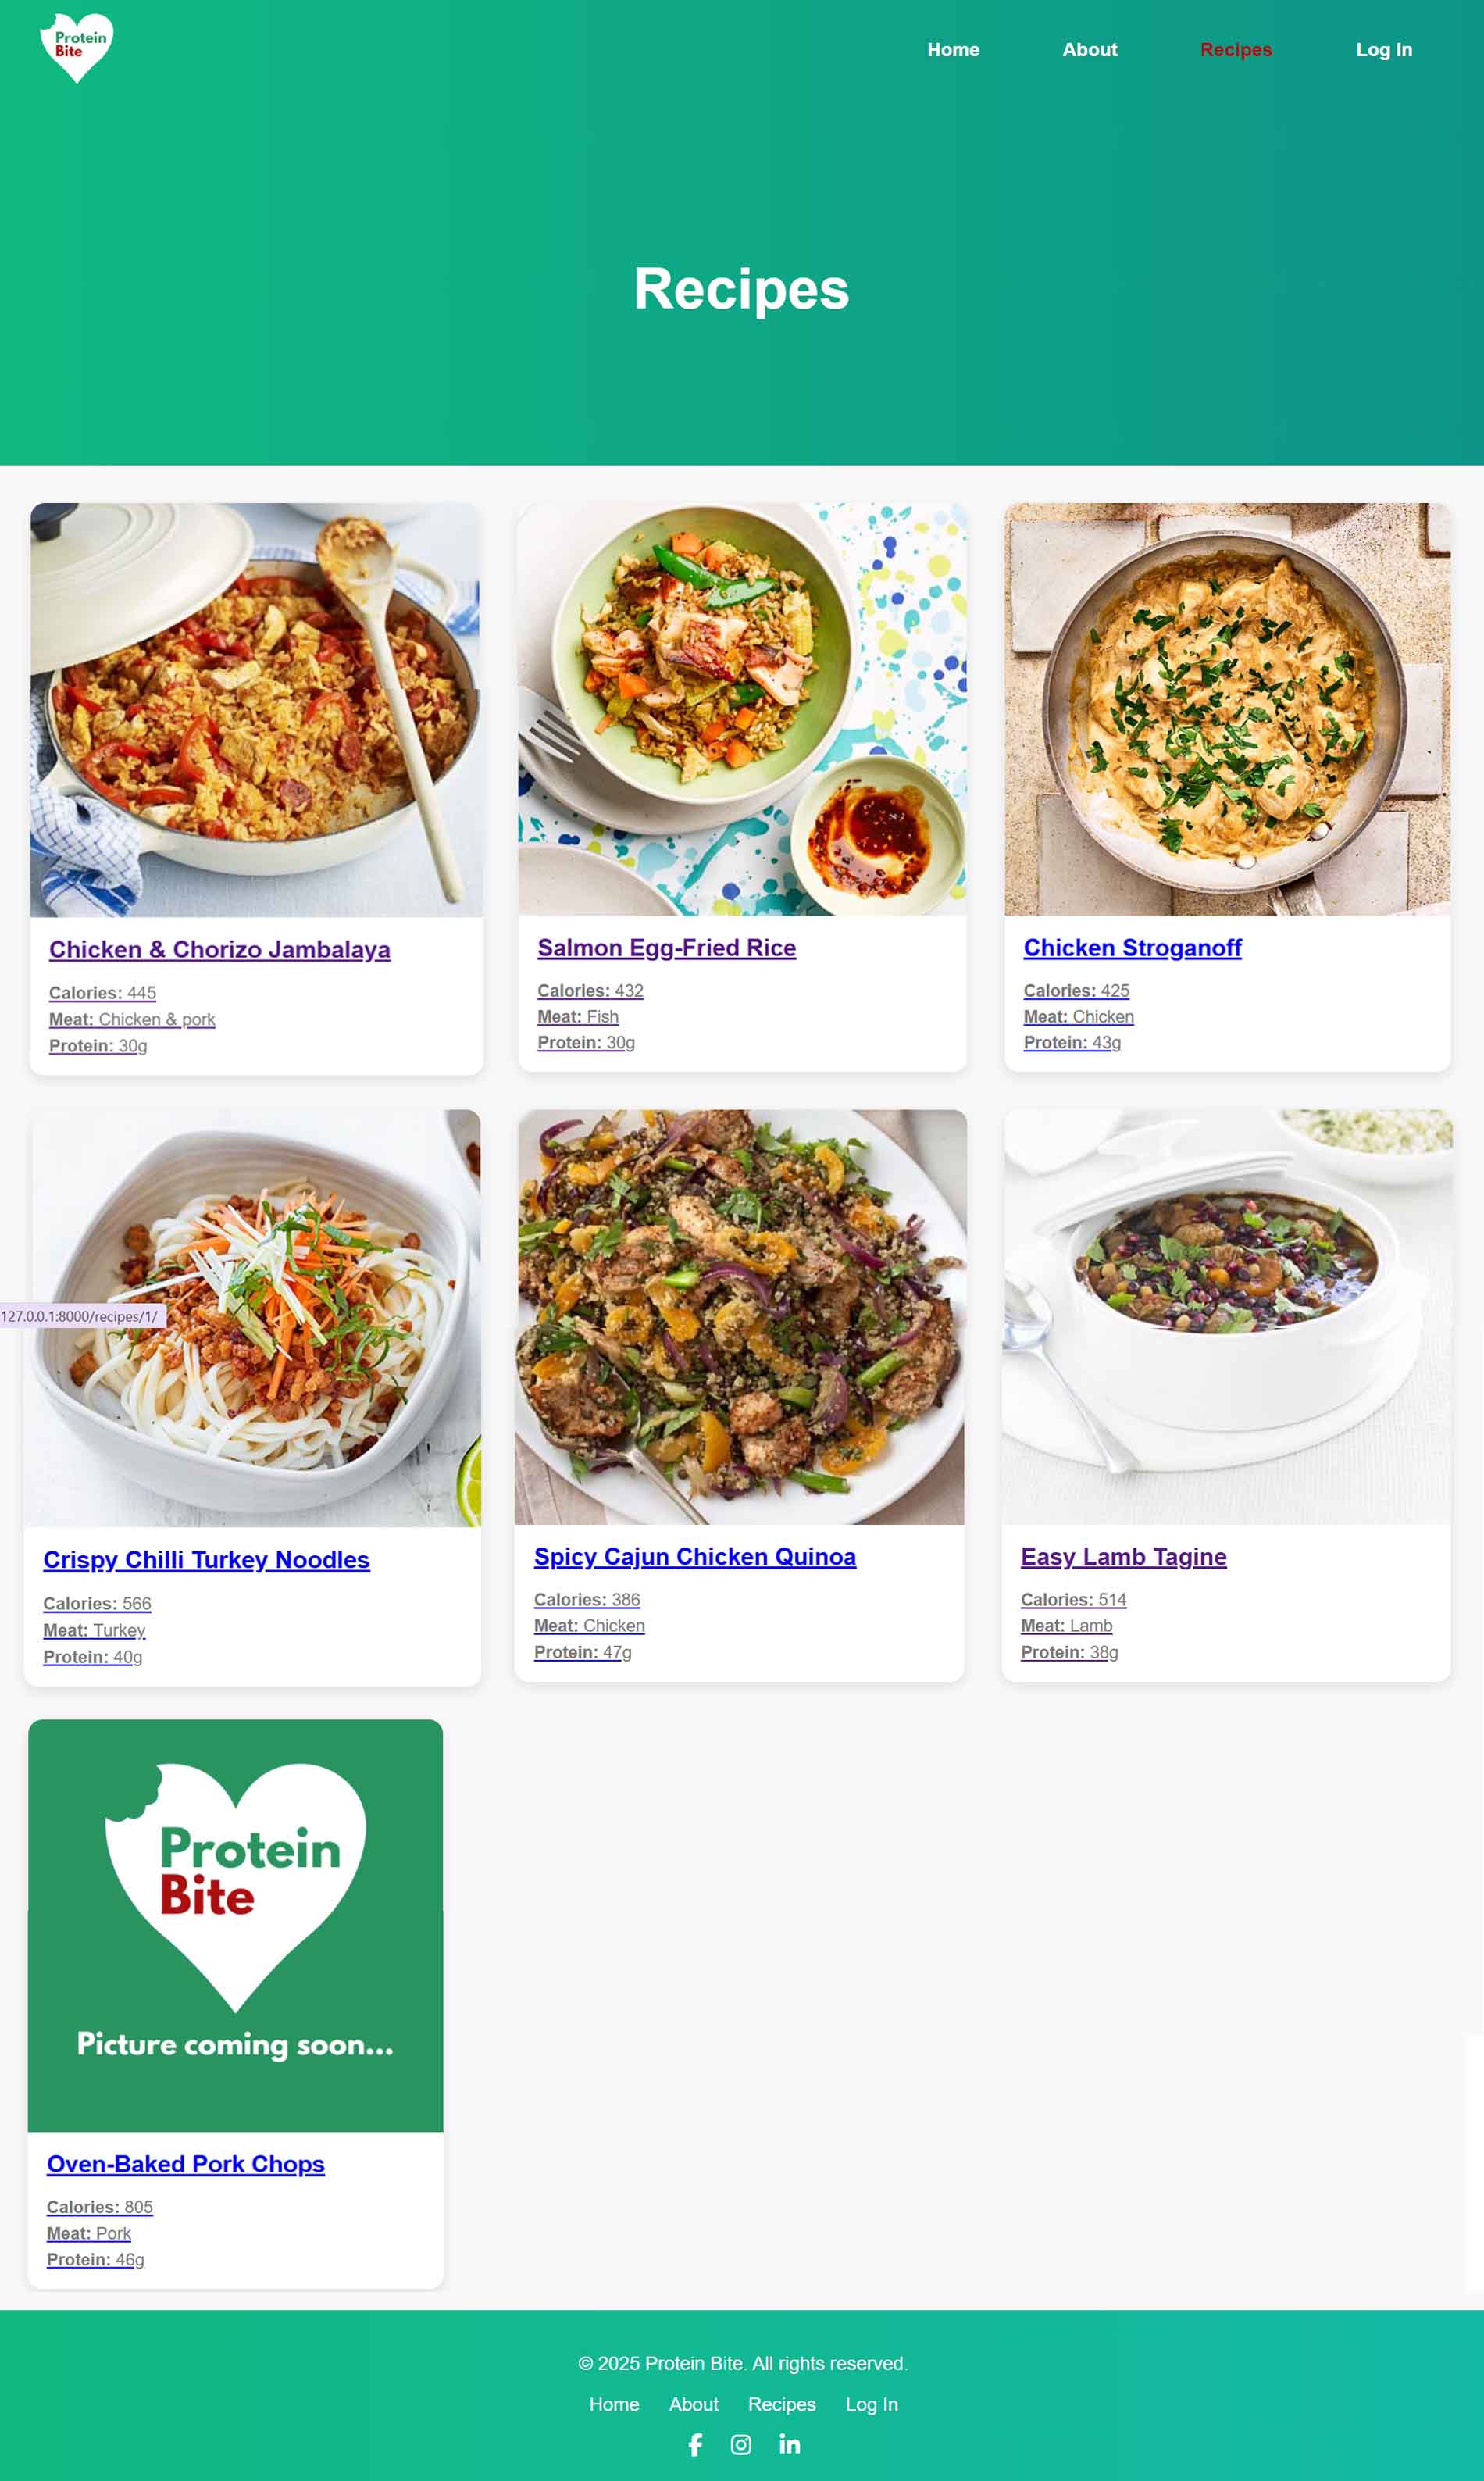 Protein
Bite
Home
About
Recipes
Log In
Recipes
Chicken & Chorizo Jambalaya
Calories: 445
Meat: Chicken & pork
Protein: 30g
Salmon Egg-Fried Rice
Calories: 432
Meat: Fish
Protein: 30g
Chicken Stroganoff
Calories: 425
Meat: Chicken
Protein: 43g
127.0.0.1:8000/recipes/1/
Crispy Chilli Turkey Noodles
Calories: 566
Meat: Turkey
Protein: 40g
Spicy Cajun Chicken Quinoa
Calories: 386
Meat: Chicken
Protein: 47g
Easy Lamb Tagine
Calories: 514
Meat: Lamb
Protein: 38g
Protein
Bite
Picture coming soon...
Oven-Baked Pork Chops
Calories: 805
Meat: Pork
Protein: 46g
© 2025 Protein Bite. All rights reserved.
Home About Recipes Log In